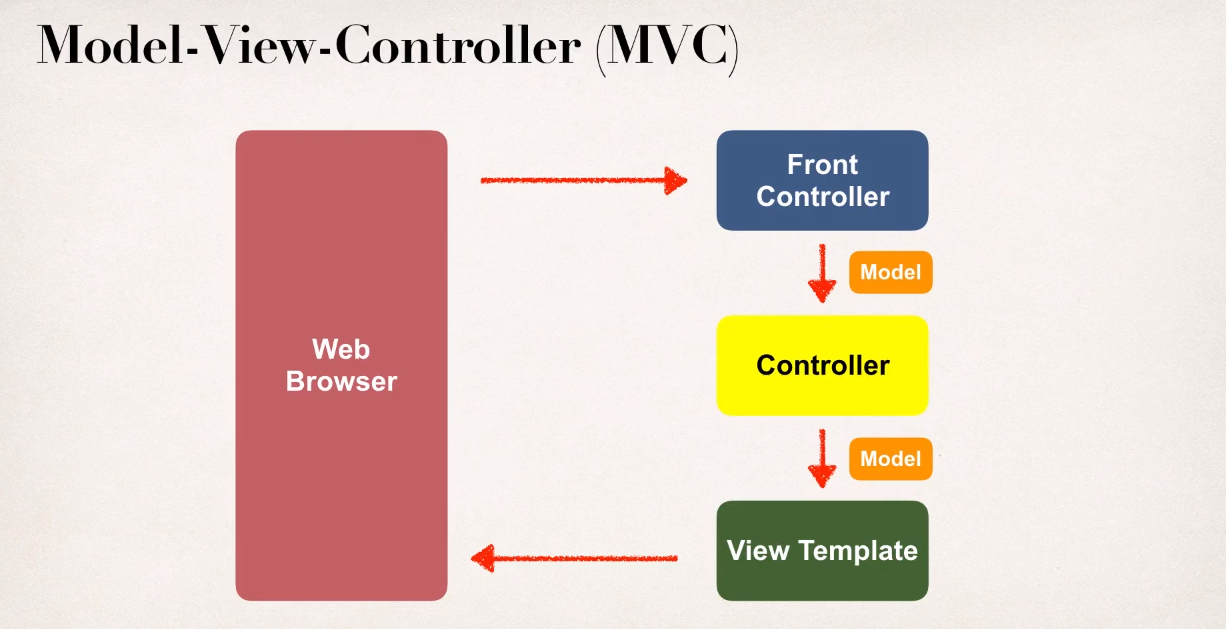 Model-View-Controller (MVC)
Web
Browser
Front
Controller
Model
Controller
Model
View Template